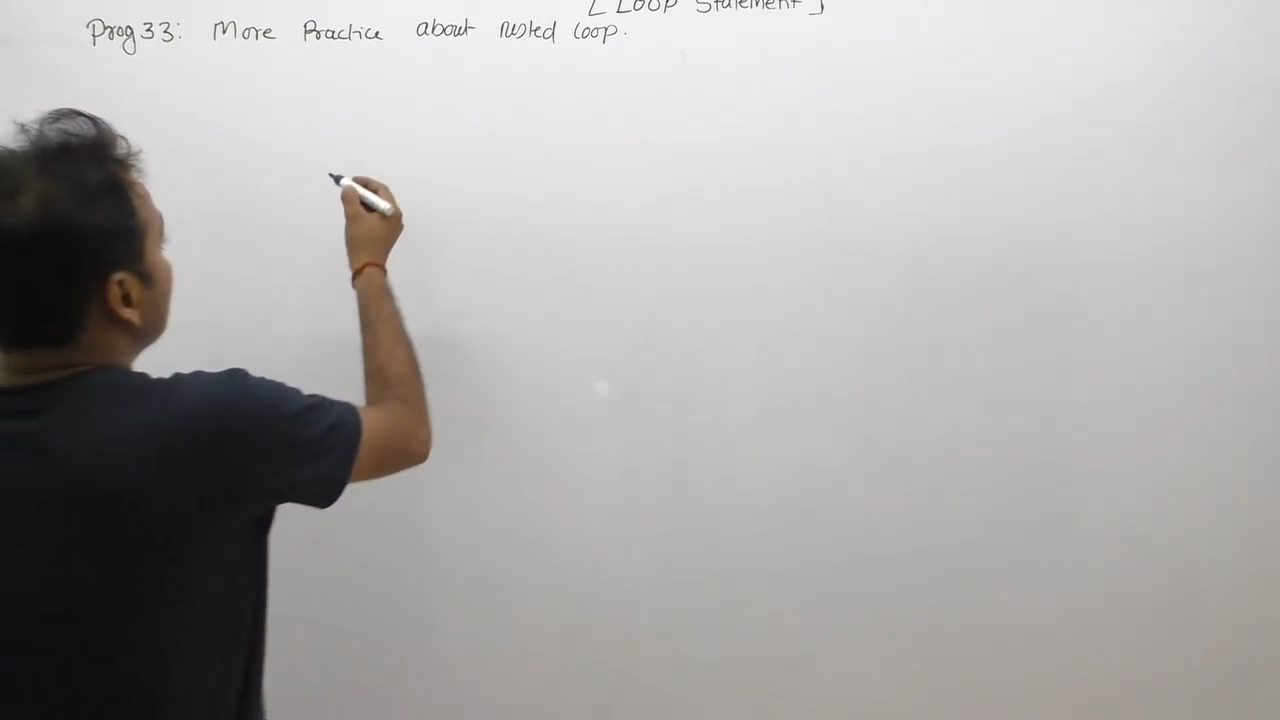 [ LOOP Statement ]
Prog 33: More Practice about nested loop.